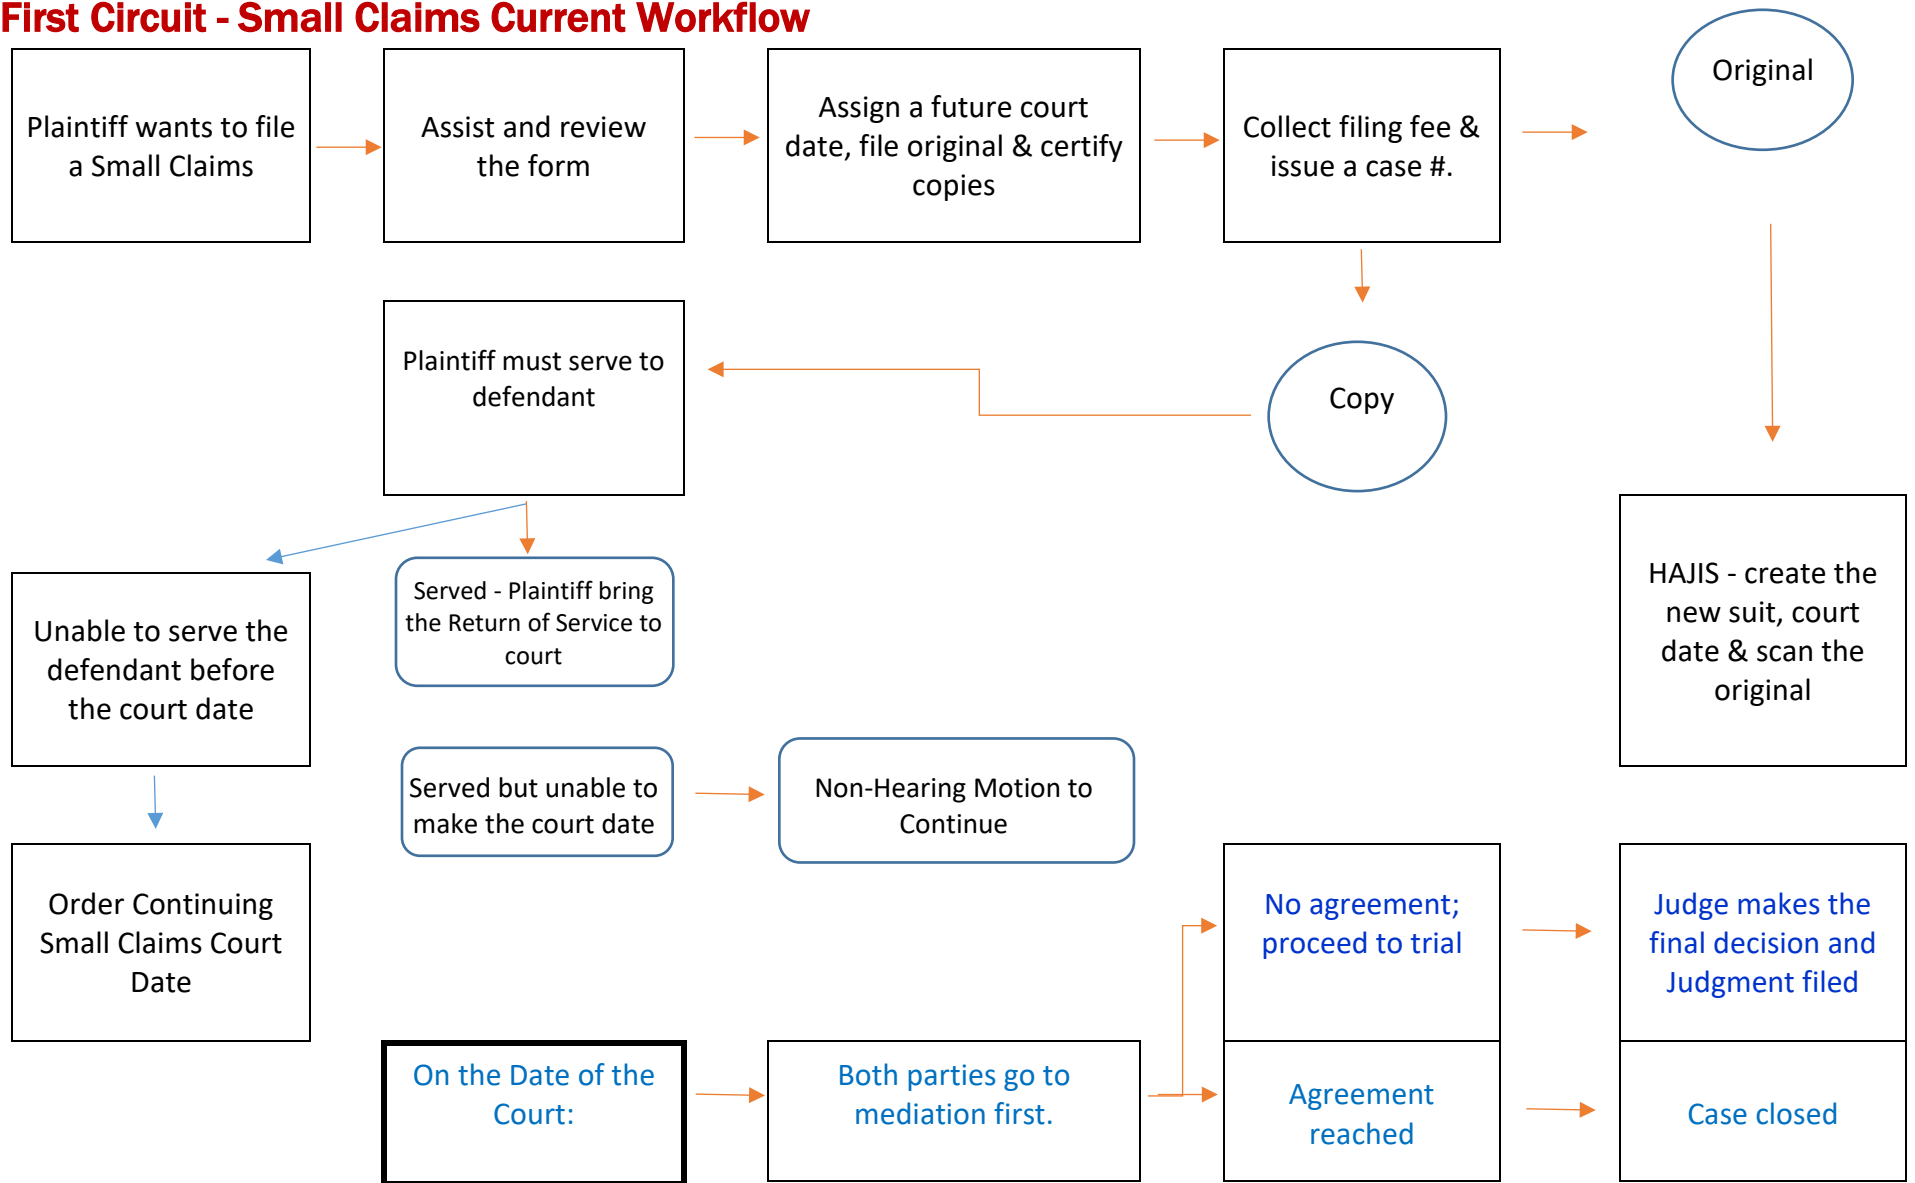 First Circuit - Small Claims Current Workflow
Plaintiff wants to file
a Small Claims
Assist and review
the form
Assign a future court
date, file original & certify
copies
Collect filing fee &
issue a case #.
Original
Plaintiff must serve to
defendant
Copy
Unable to serve the
defendant before
the court date
Served - Plaintiff bring
the Return of Service to
court
HAJIS - create the
new suit, court
date & scan the
original
Served but unable to
make the court date
Non-Hearing Motion to
Continue
Order Continuing
Small Claims Court
Date
No agreement;
proceed to trial
Judge makes the
final decision and
Judgment filed
On the Date of the
Court:
Both parties go to
mediation first.
Agreement
reached
Case closed